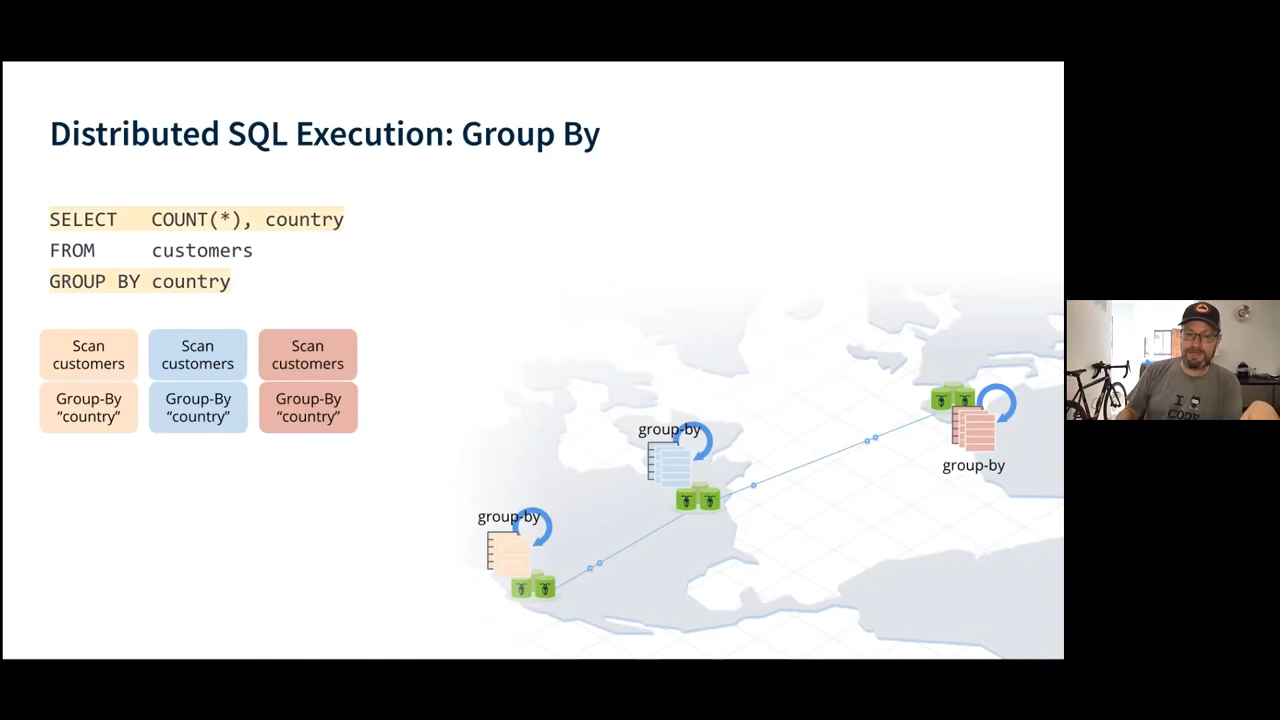 Distributed SQL Execution: Group By
SELECT COUNT(*), country
FROM customers
GROUP BY country
Scan
customers
Scan
customers
Scan
customers
Group-By
“country”
Group-By
“country”
Group-By
“country”
group-by
group-by
group-by
I
CODE